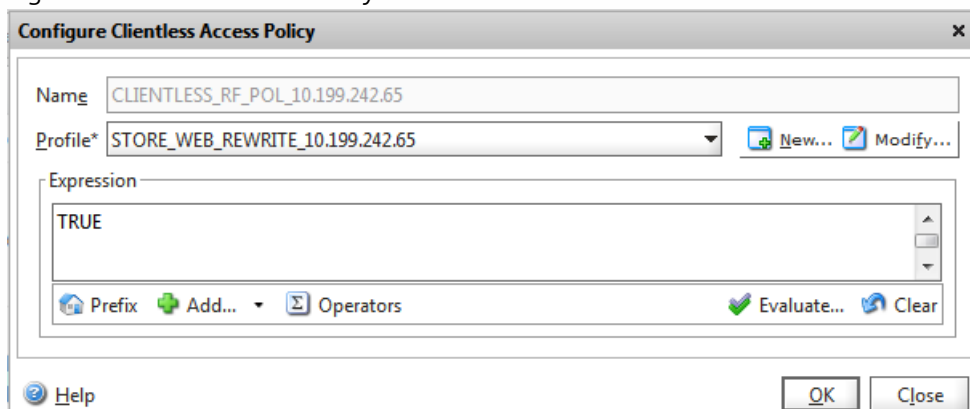 Configure Clientless Access Policy
Name CLIENTLESS_RF_POL_10.199.242.65
Profile* STORE_WEB_REWRITE_10.199.242.65 New... Modify...
Expression
TRUE
Prefix Add... Operators Evaluate... Clear
Help OK Close